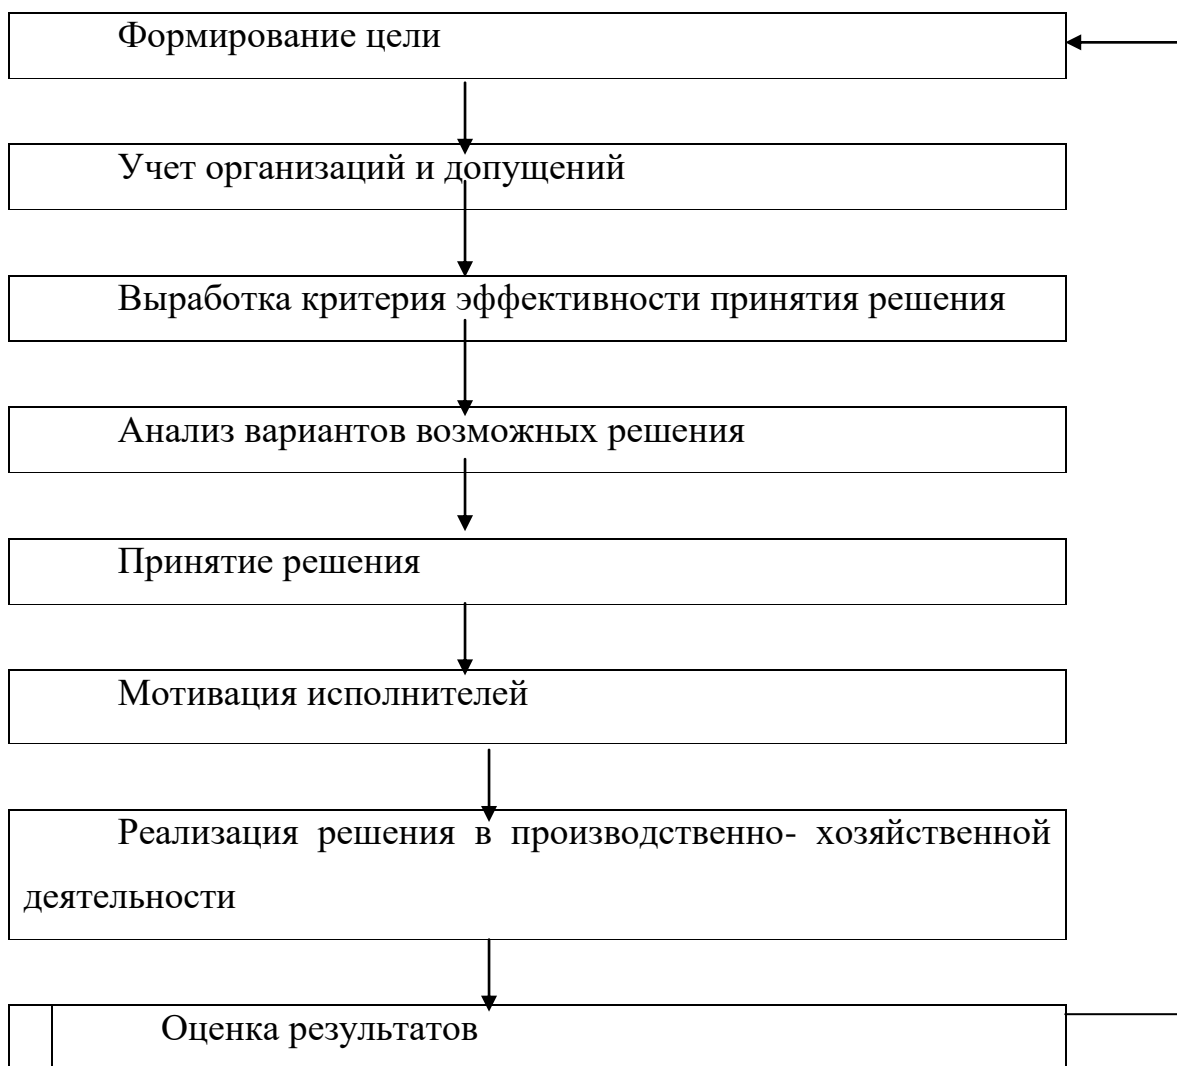 Формирование цели
Учет организаций и допущений
Выработка критерия эффективности принятия решения
Анализ вариантов возможных решения
Принятие решения
Мотивация исполнителей
Реализация решения в производственно- хозяйственной
деятельности
Оценка результатов